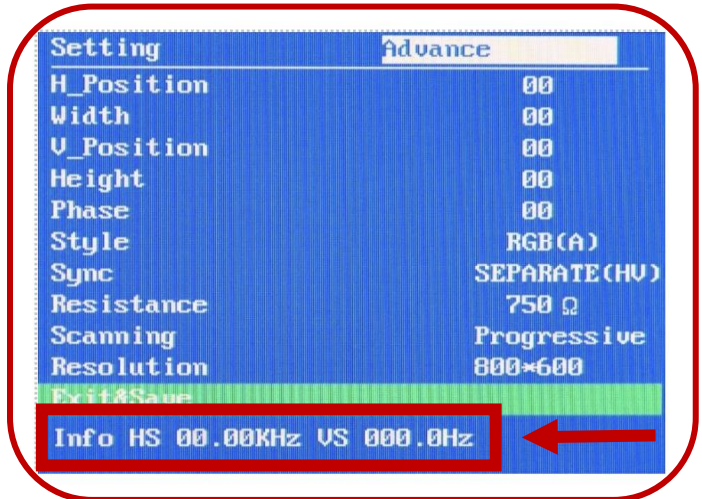 Setting Advance
H_Position 00
Width 00
V_Position 00
Height 00
Phase 00
Style RGB(A)
Sync SEPARATE(HV)
Resistance 750 Ω
Scanning Progressive
Resolution 800*600
Exit&Save
Info HS 00.00KHz VS 000.0Hz